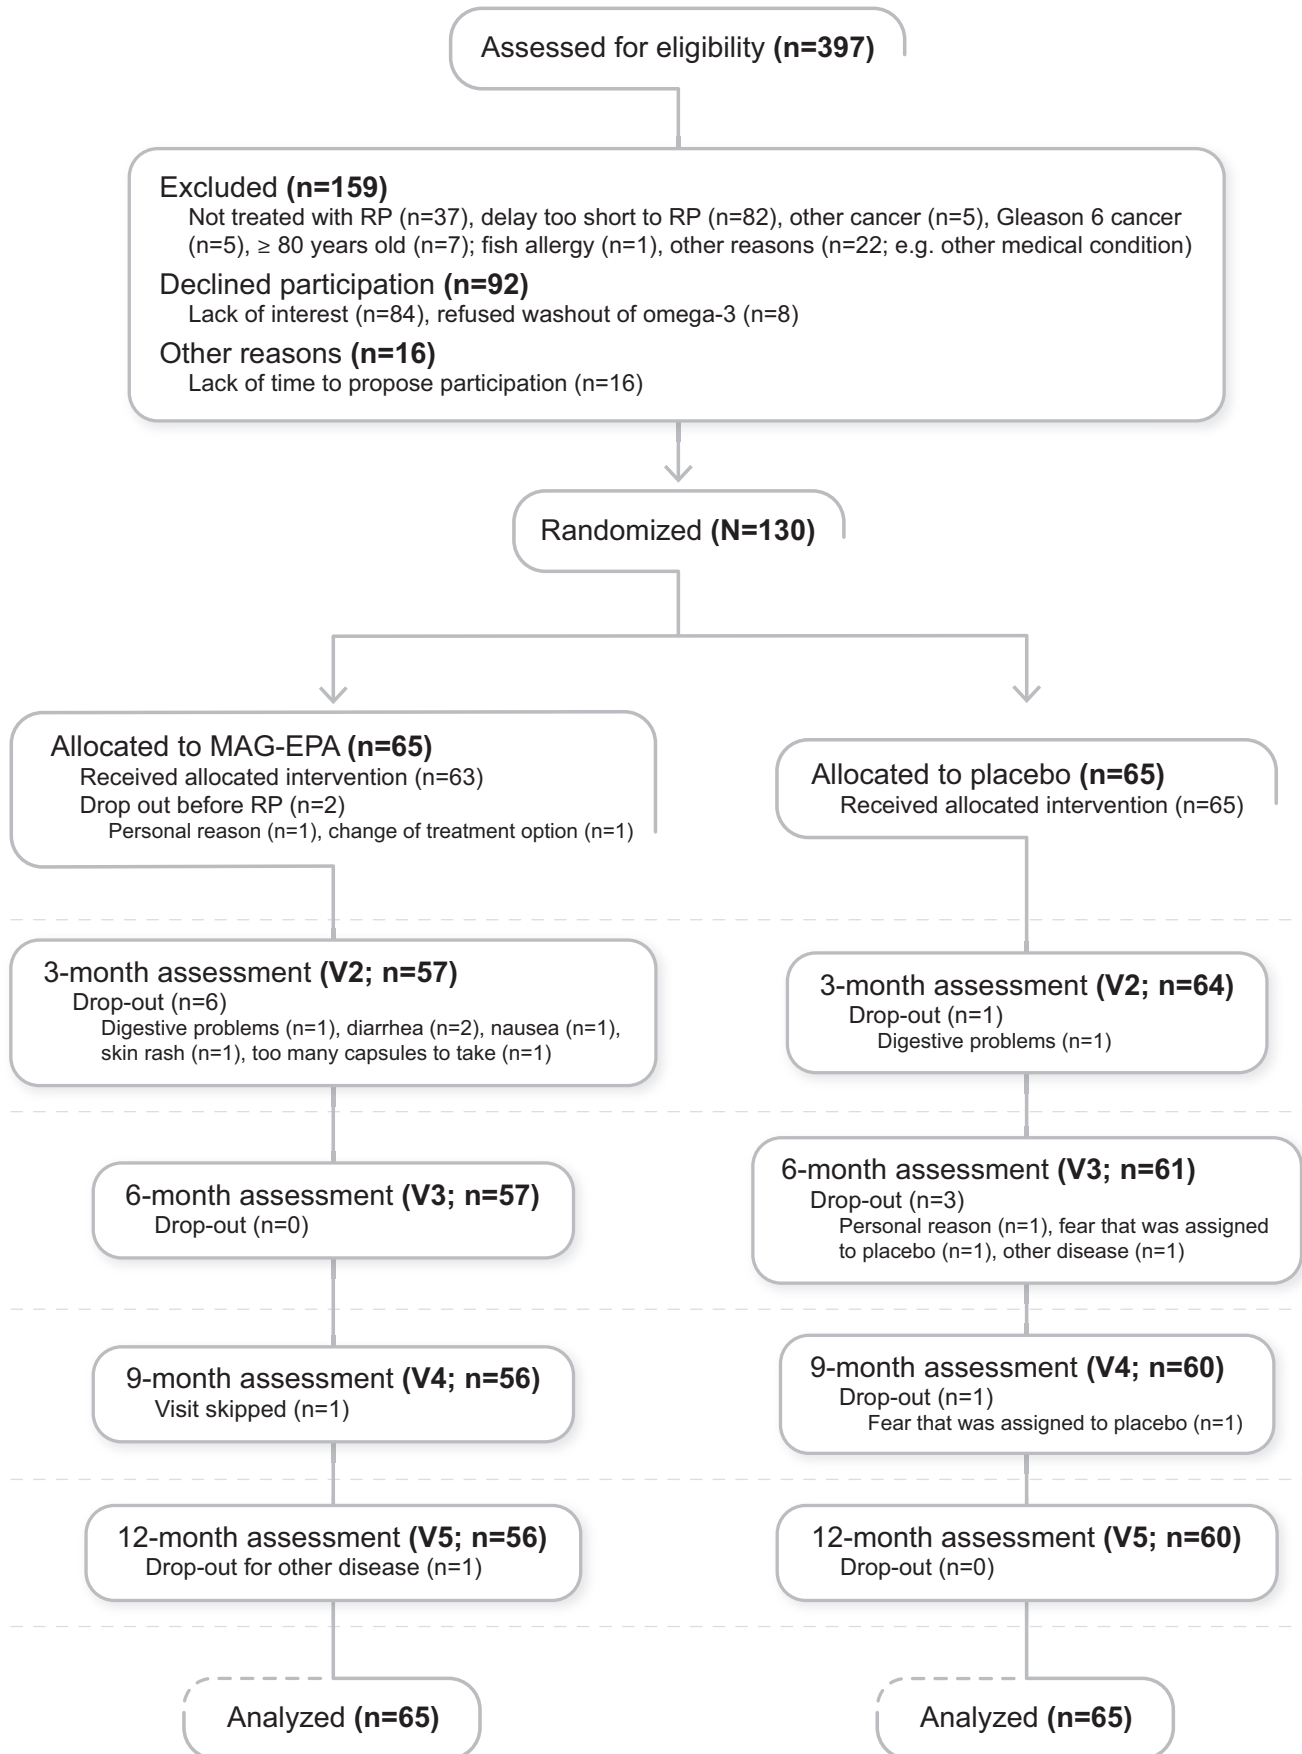 Assessed for eligibility (n=397)
Excluded (n=159)
Not treated with RP (n=37), delay too short to RP (n=82), other cancer (n=5), Gleason 6 cancer
(n=5), ≥ 80 years old (n=7); fish allergy (n=1), other reasons (n=22; e.g. other medical condition)
Declined participation (n=92)
Lack of interest (n=84), refused washout of omega-3 (n=8)
Other reasons (n=16)
Lack of time to propose participation (n=16)
Randomized (N=130)
Allocated to MAG-EPA (n=65)
Received allocated intervention (n=63)
Drop out before RP (n=2)
Personal reason (n=1), change of treatment option (n=1)
Allocated to placebo (n=65)
Received allocated intervention (n=65)
3-month assessment (V2; n=57)
Drop-out (n=6)
Digestive problems (n=1), diarrhea (n=2), nausea (n=1),
skin rash (n=1), too many capsules to take (n=1)
3-month assessment (V2; n=64)
Drop-out (n=1)
Digestive problems (n=1)
6-month assessment (V3; n=57)
Drop-out (n=0)
6-month assessment (V3; n=61)
Drop-out (n=3)
Personal reason (n=1), fear that was assigned
to placebo (n=1), other disease (n=1)
9-month assessment (V4; n=56)
Visit skipped (n=1)
9-month assessment (V4; n=60)
Drop-out (n=1)
Fear that was assigned to placebo (n=1)
12-month assessment (V5; n=56)
Drop-out for other disease (n=1)
12-month assessment (V5; n=60)
Drop-out (n=0)
Analyzed (n=65)
Analyzed (n=65)